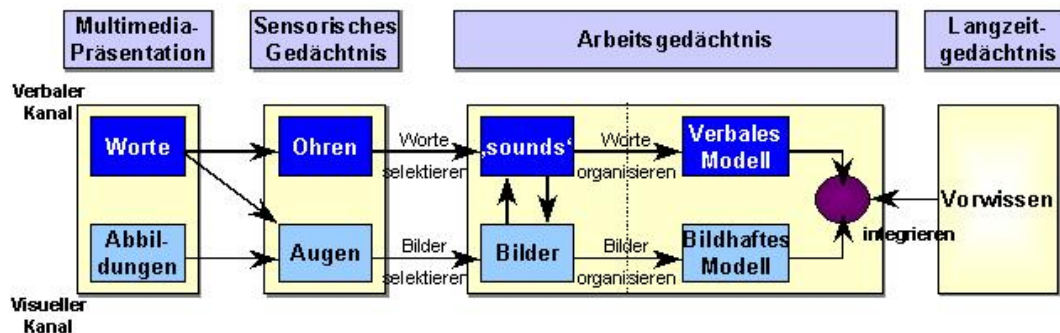 Multimedia-
Präsentation
Sensorisches
Gedächtnis
Arbeitsgedächtnis
Langzeit-
gedächtnis
Verbaler
Kanal
Worte
Ohren
Worte
selektieren
‚sounds‘
Worte
organisieren
Verbales
Modell
Abbil-
dungen
Augen
Bilder
selektieren
Bilder
Bilder
organisieren
Bildhaftes
Modell
integrieren
Vorwissen
Visueller
Kanal